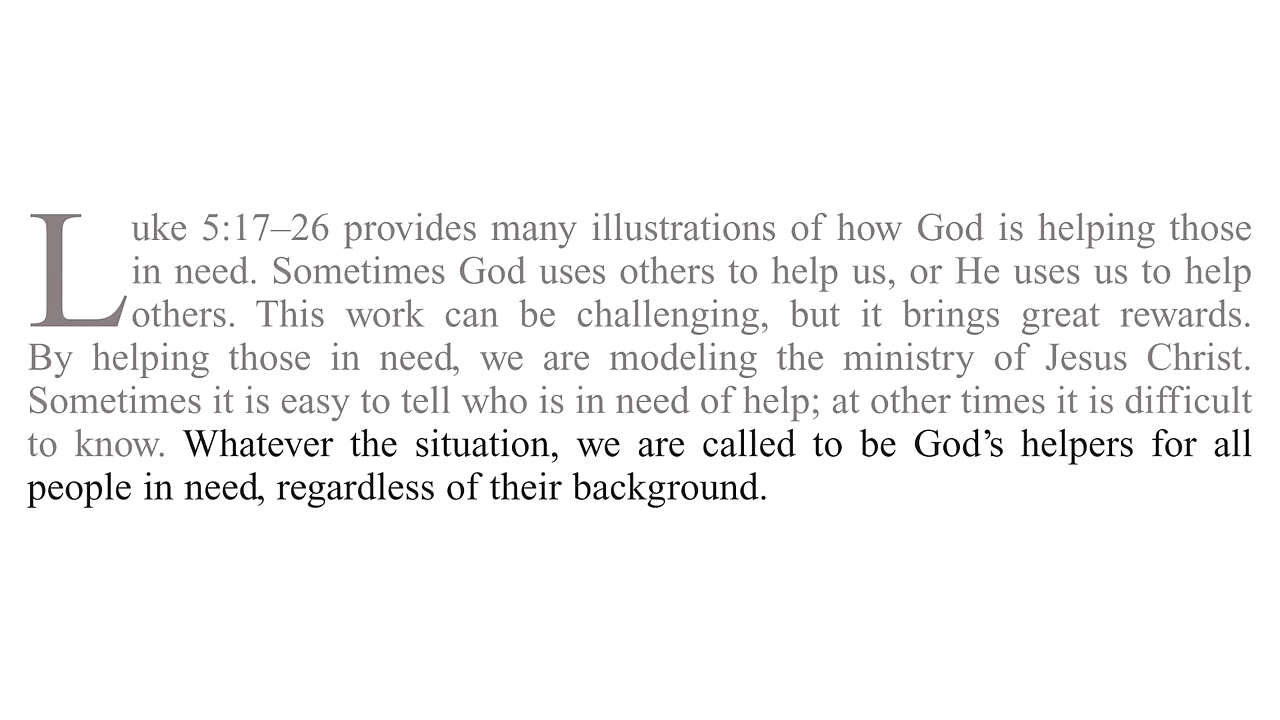 Luke 5:17–26 provides many illustrations of how God is helping those
in need. Sometimes God uses others to help us, or He uses us to help
others. This work can be challenging, but it brings great rewards.
By helping those in need, we are modeling the ministry of Jesus Christ.
Sometimes it is easy to tell who is in need of help; at other times it is difficult
to know. Whatever the situation, we are called to be God’s helpers for all
people in need, regardless of their background.